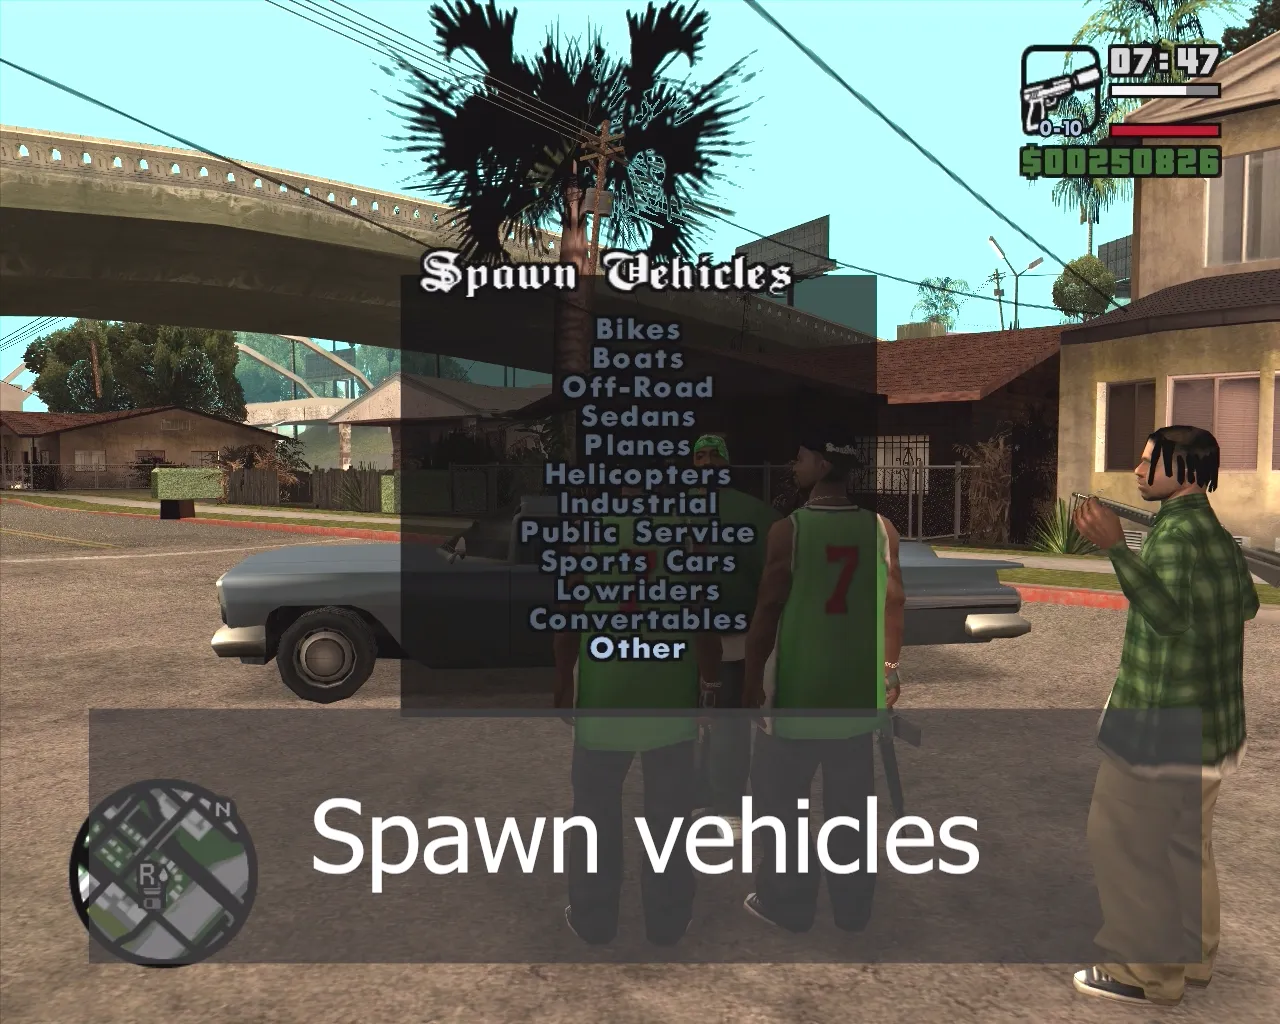 07:47
0-10
$00250826
Spawn Vehicles
Bikes
Boats
Off-Road
Sedans
Planes
Helicopters
Industrial
Public Service
Sports Cars
Lowriders
Convertables
Other
7
N
R
Spawn vehicles